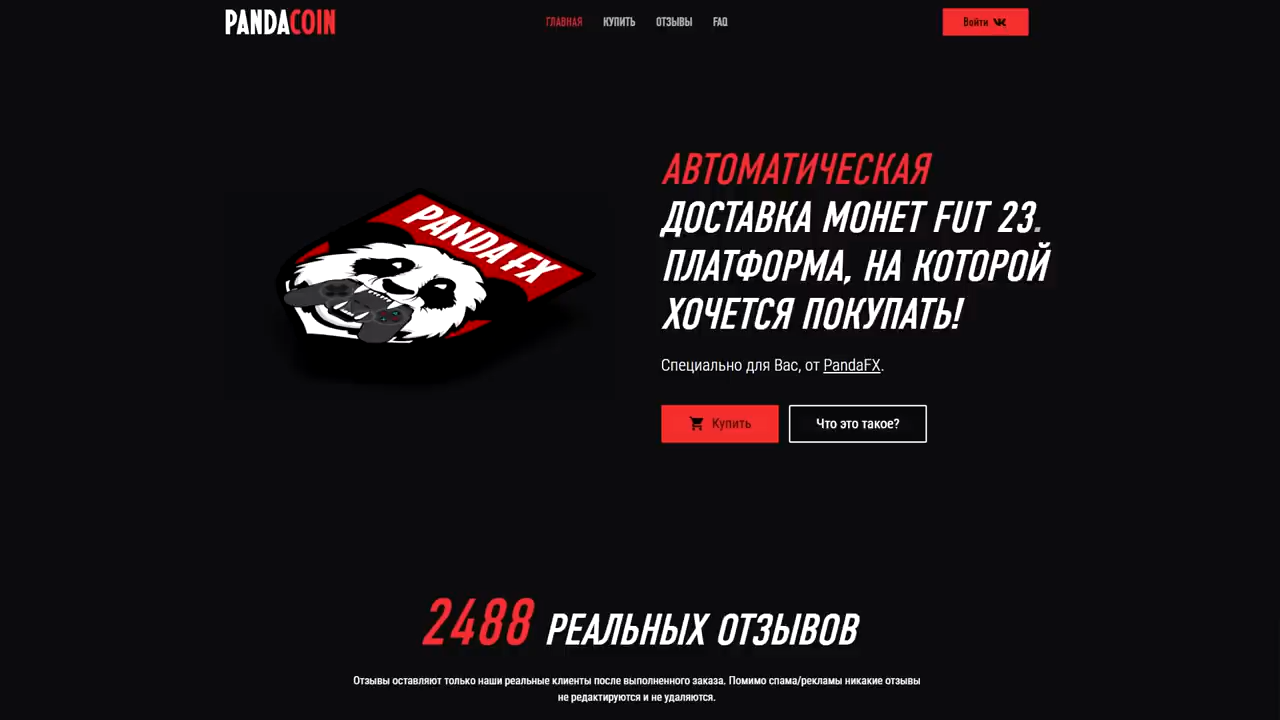 PANDACOIN
ГЛАВНАЯ КУПИТЬ ОТЗЫВЫ FAQ
Войти
PANDA FX
АВТОМАТИЧЕСКАЯ
ДОСТАВКА МОНЕТ FUT 23.
ПЛАТФОРМА, НА КОТОРОЙ
ХОЧЕТСЯ ПОКУПАТЬ!
Специально для Вас, от PandaFX.
Купить
Что это такое?
2488 РЕАЛЬНЫХ ОТЗЫВОВ
Отзывы оставляют только наши реальные клиенты после выполненного заказа. Помимо спама/рекламы никакие отзывы
не редактируются и не удаляются.